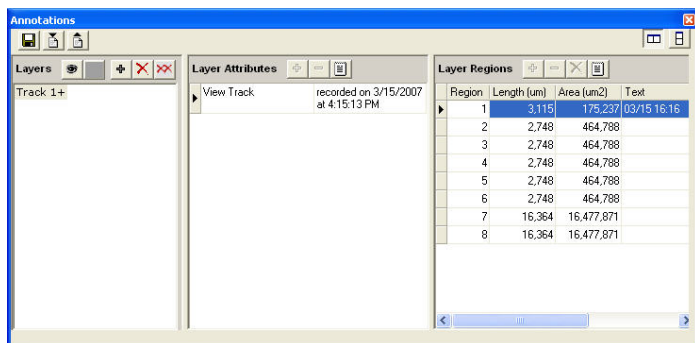 Annotations
Layers
Layer Attributes
Layer Regions
Track 1+
View Track recorded on 3/15/2007
at 4:15:13 PM
Region Length (um) Area (um2) Text
1 3,115 175,237 03/15 16:16
2 2,748 464,788
3 2,748 464,788
4 2,748 464,788
5 2,748 464,788
6 2,748 464,788
7 16,364 16,477,871
8 16,364 16,477,871